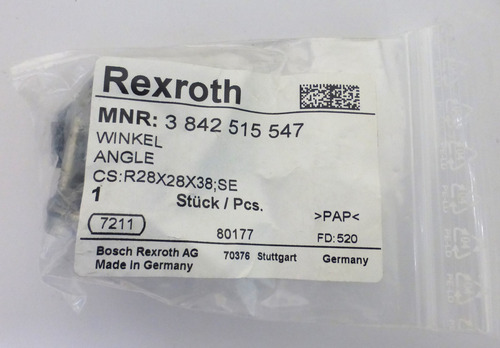 Rexroth
MNR: 3 842 515 547
WINKEL
ANGLE
CS:R28X28X38;SE
1 Stück / Pcs.
>PAP<
7211 80177 FD: 520
Bosch Rexroth AG 70376 Stuttgart Germany
Made in Germany